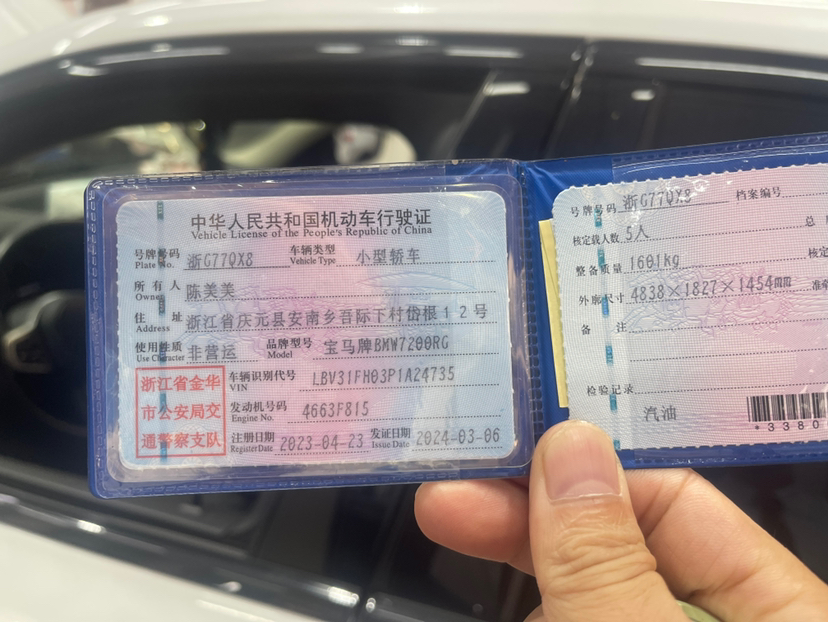 中华人民共和国机动车行驶证
Vehicle License of the People's Republic of China
号牌号码 浙G77QX8 车辆类型 小型轿车
Plate No. Vehicle Type
所有人 陈美美
Owner
住址 浙江省庆元县安南乡吾际下村岱根12号
Address
使用性质 非营运 品牌型号 宝马牌BMW7200RG
Use Character Model
浙江省金华
市公安局交
通警察支队
车辆识别代号 LBV31FH03P1A24735
VIN
发动机号码 4663F815
Engine No.
注册日期 2023-04-23 发证日期 2024-03-06
Register Date Issue Date
号牌号码 浙G77QX8 档案编号
核定载人数 5人 总
整备质量 1601kg 核定
外廓尺寸 4838×1827×1454mm 准牵
备注
检验记录
汽油
*3380